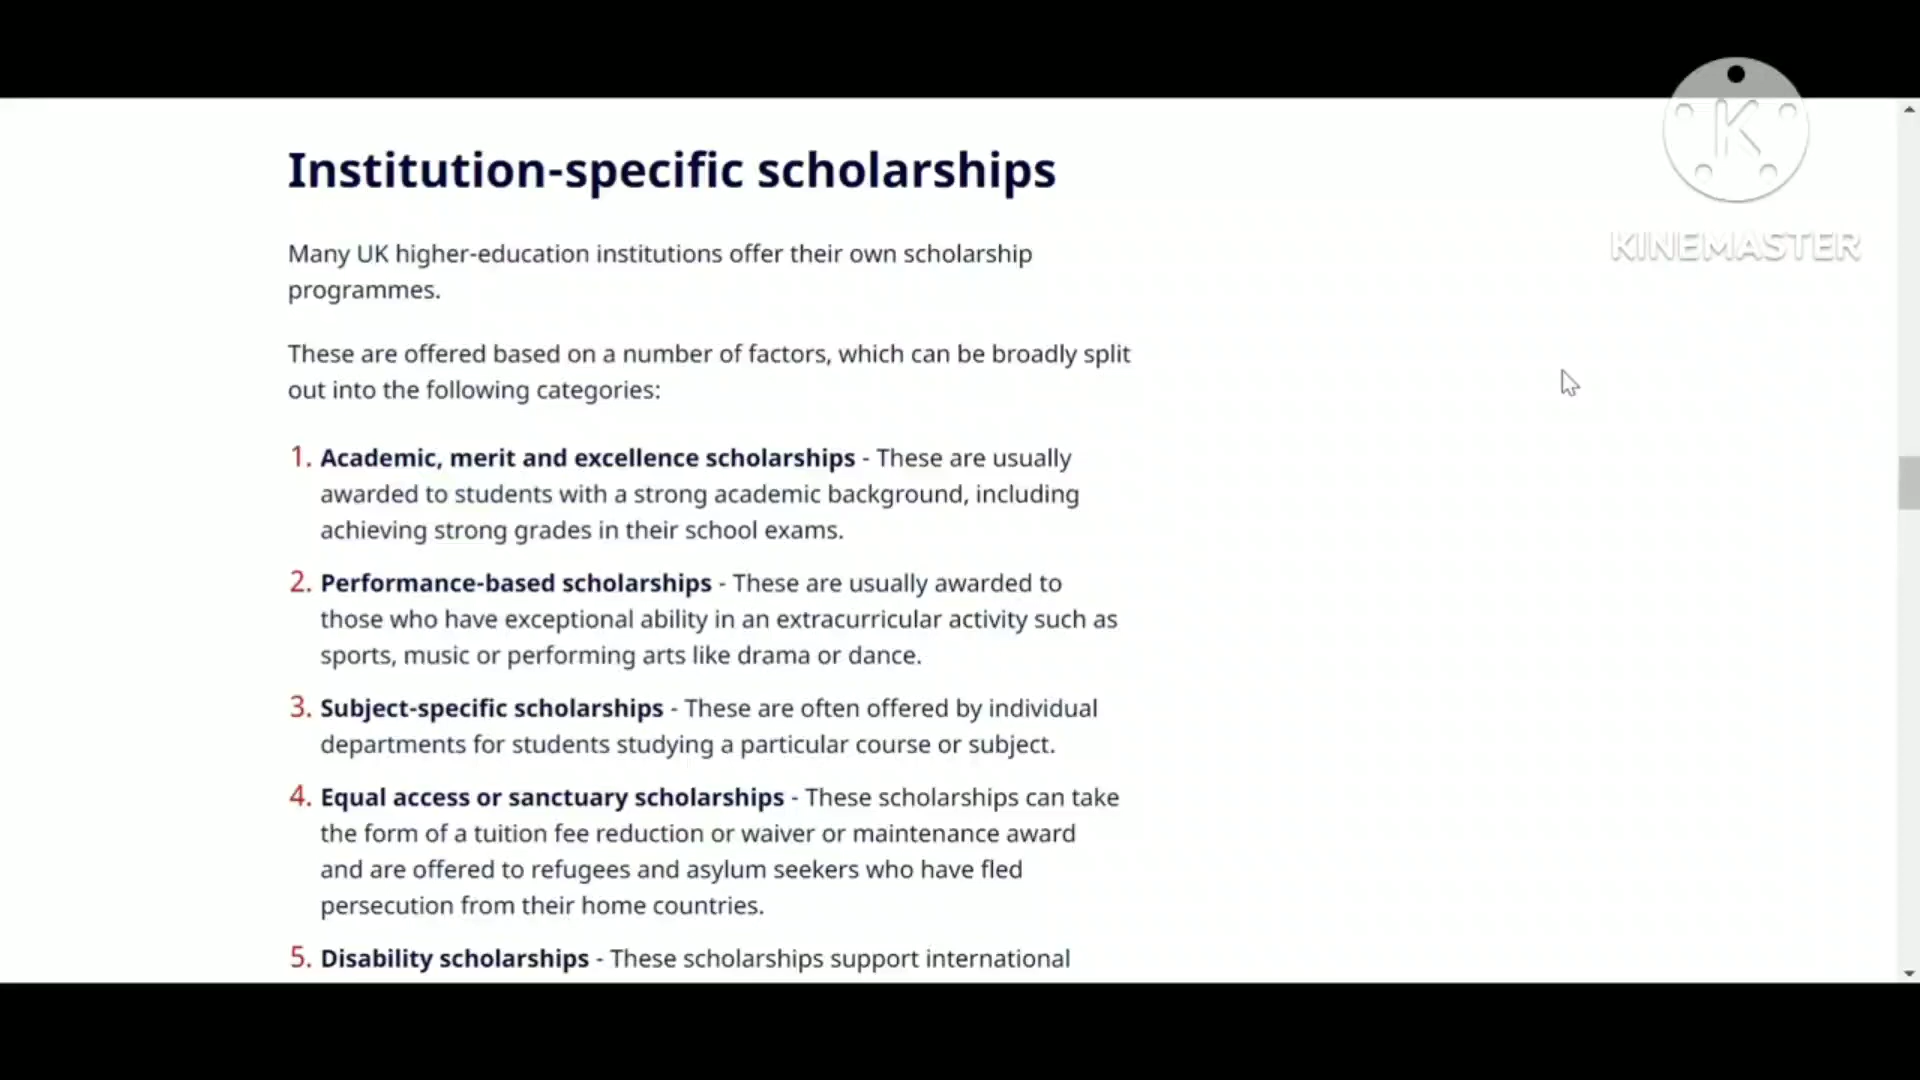 Institution-specific scholarships
Many UK higher-education institutions offer their own scholarship
programmes.
These are offered based on a number of factors, which can be broadly split
out into the following categories:
1. Academic, merit and excellence scholarships - These are usually
awarded to students with a strong academic background, including
achieving strong grades in their school exams.
2. Performance-based scholarships - These are usually awarded to
those who have exceptional ability in an extracurricular activity such as
sports, music or performing arts like drama or dance.
3. Subject-specific scholarships - These are often offered by individual
departments for students studying a particular course or subject.
4. Equal access or sanctuary scholarships - These scholarships can take
the form of a tuition fee reduction or waiver or maintenance award
and are offered to refugees and asylum seekers who have fled
persecution from their home countries.
5. Disability scholarships - These scholarships support international
K
KINEMASTER